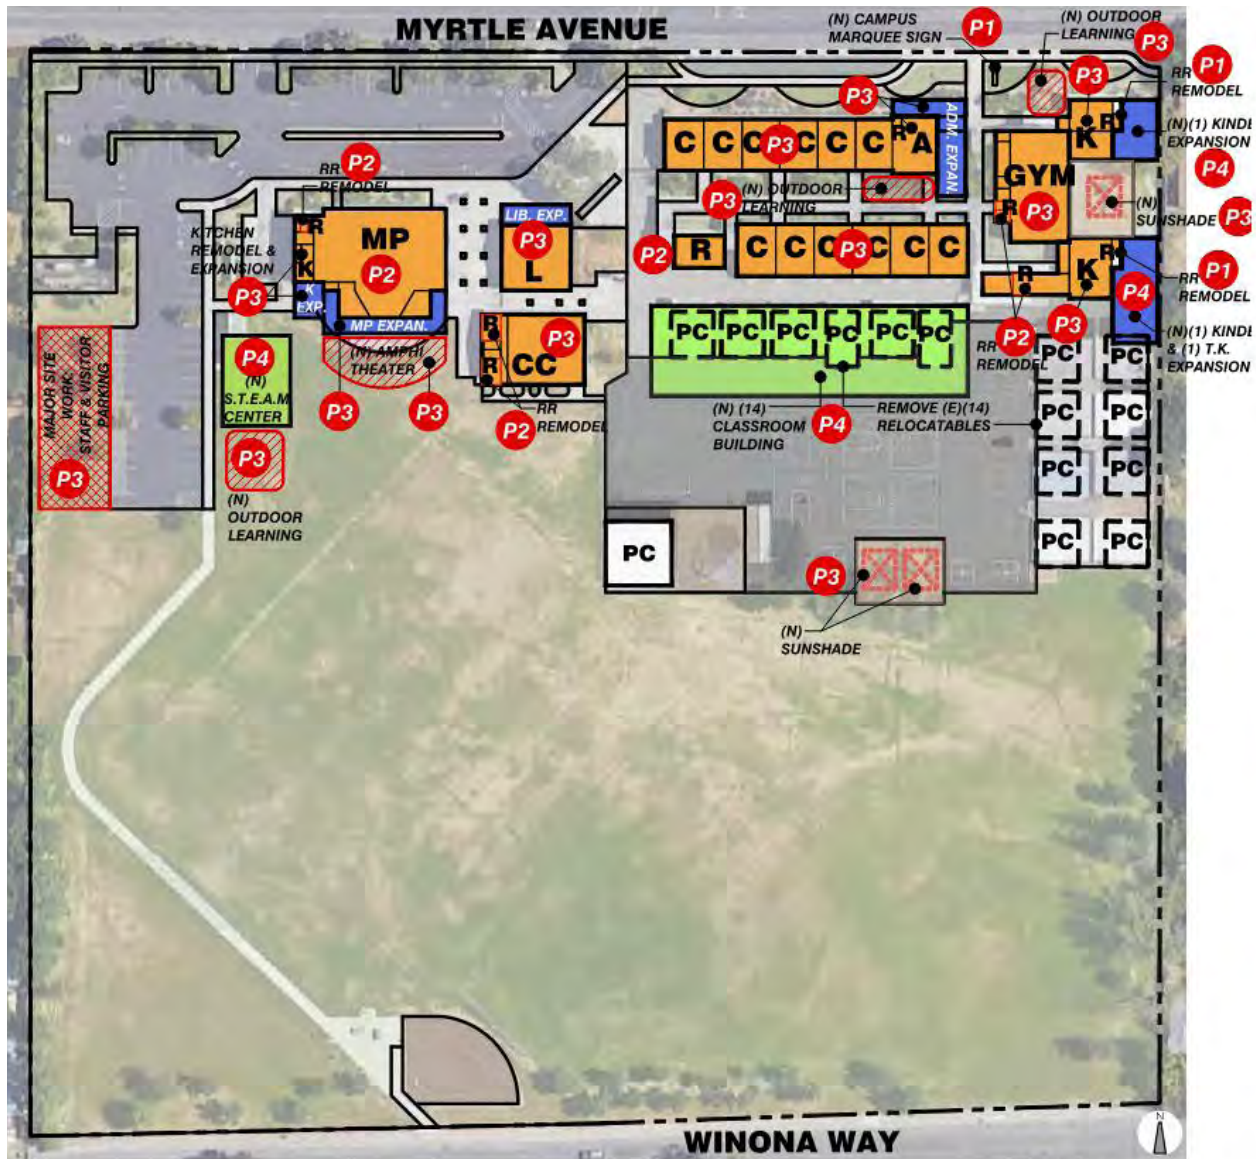 MYRTLE AVENUE
(N) CAMPUS
MARQUEE SIGN
P1
(N) OUTDOOR
LEARNING
P3
RR
REMODEL
P1
P3
R
K
(N)(1) KINDE
EXPANSION
P4
(N)
SUNSHADE
P3
P3
ADM. EXPAN.
C C C C C C
P3
R
A
(N) OUTDOOR
LEARNING
P3
GYM
R
P3
P2
RR
REMODEL
R
KITCHEN
REMODEL &
EXPANSION
K
P3
K
EXP.
MP
P2
MP EXPAN.
LIB. EXP.
P3
L
P2
R
C C C C C C
P3
R
K
P3
R
RR
REMODEL
P1
P4
(N)(1) KINDE
& (1) T.K.
EXPANSION
RR
REMODEL
P2
MAJOR SITE
WORK:
STAFF & VISITOR
PARKING
P3
P4
(N)
S.T.E.A.M
CENTER
(N) AMPHI
THEATER
P3
P3
R
R
CC
P3
RR
REMODEL
P2
PC PC PC PC PC PC
(N) (14)
CLASSROOM
BUILDING
P4
REMOVE (E)(14)
RELOCATABLES
PC PC
PC PC
PC PC
PC PC
P3
(N)
OUTDOOR
LEARNING
PC
P3
(N)
SUNSHADE
WINONA WAY
N